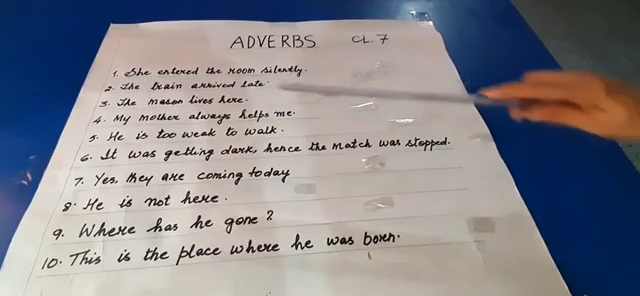 ADVERBS CL.7
1. She entered the room silently.
2. The train arrived late.
3. The mason lives here.
4. My mother always helps me.
5. He is too weak to walk.
6. It was getting dark, hence the match was stopped.
7. Yes, they are coming today
8. He is not here.
9. Where has he gone?
10. This is the place where he was born.